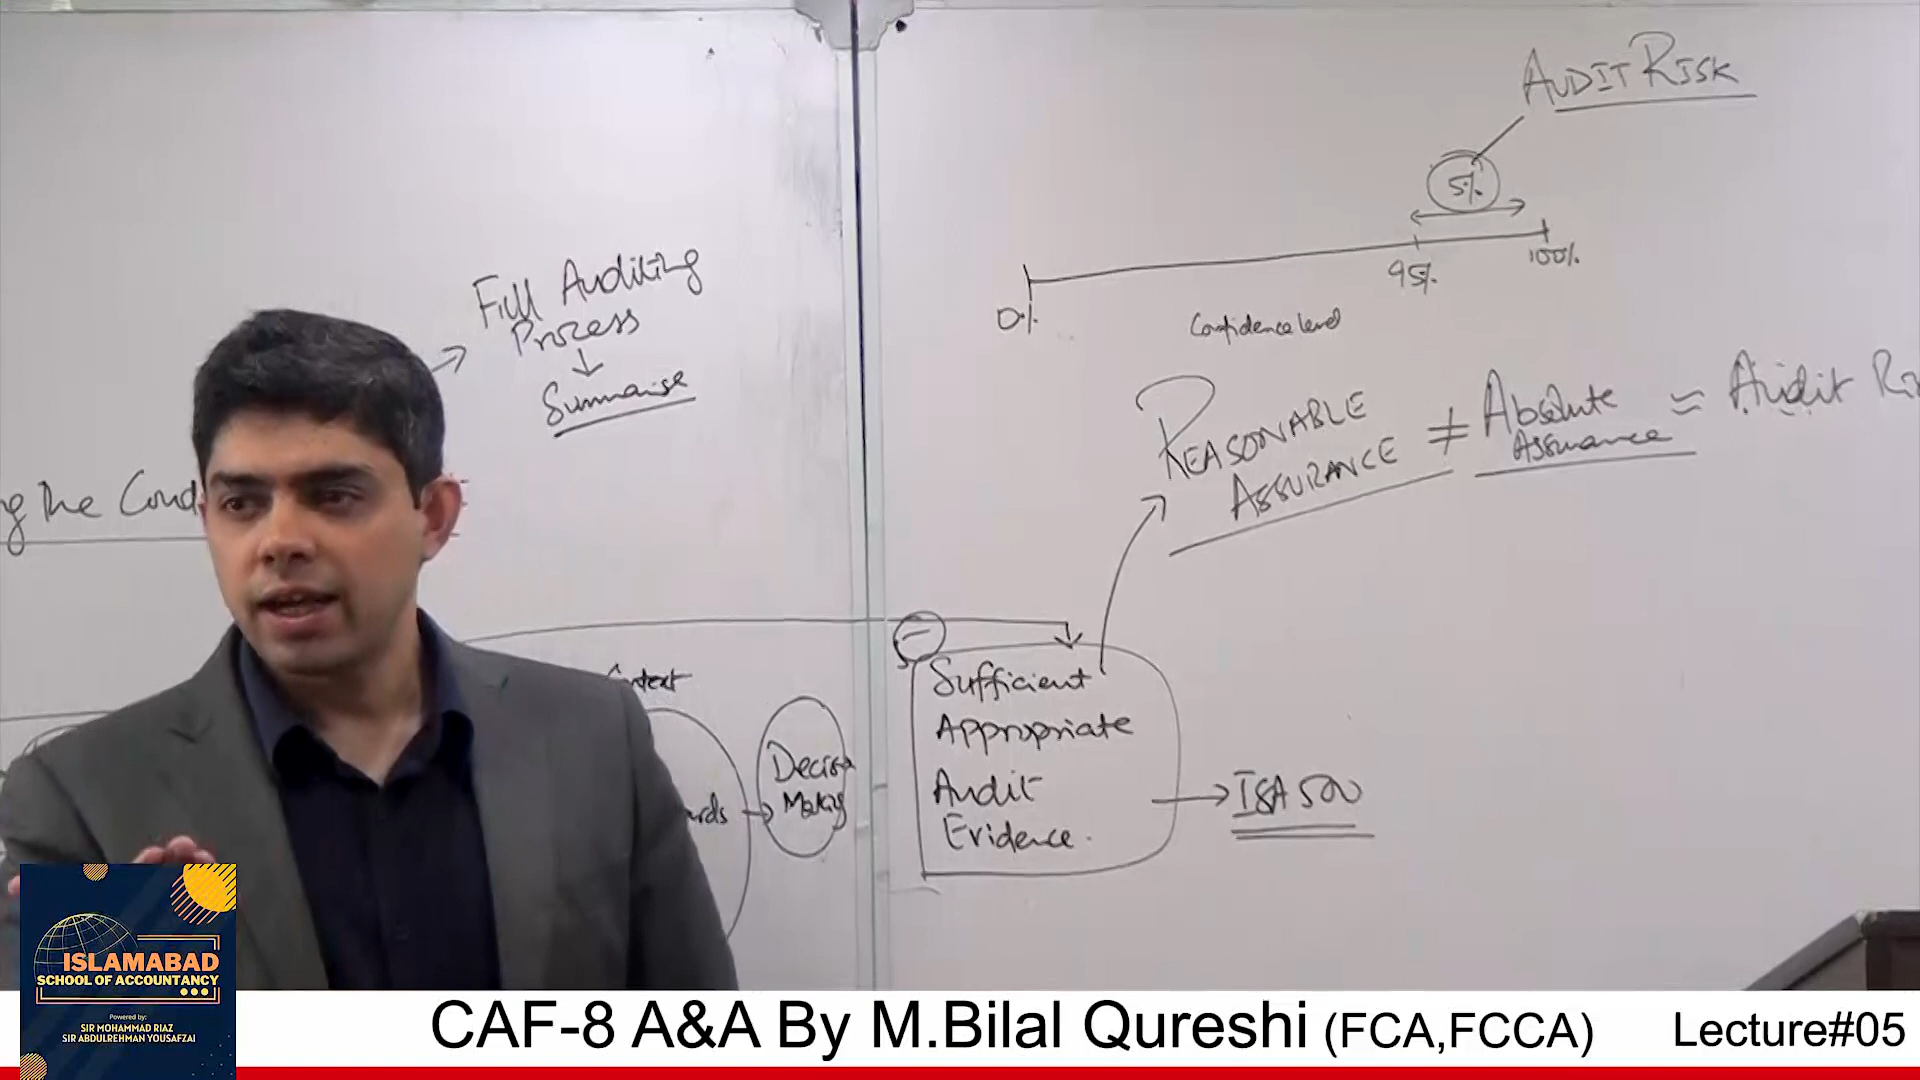 AUDIT RISK
5%
95%
100%
0%
Confidence level
Full Auditing
Process
Summarise
REASONABLE
ASSURANCE ≠ Absolute
Assurance = Audit
ng the
Context
Decision
Making
Sufficient
Appropriate
Audit
Evidence.
ISA 500
ISLAMABAD
SCHOOL OF ACCOUNTANCY
Powered by:
SIR MOHAMMAD RIAZ
SIR ABDULREHMAN YOUSAFZAI
CAF-8 A&A By M.Bilal Qureshi (FCA,FCCA)
Lecture#05